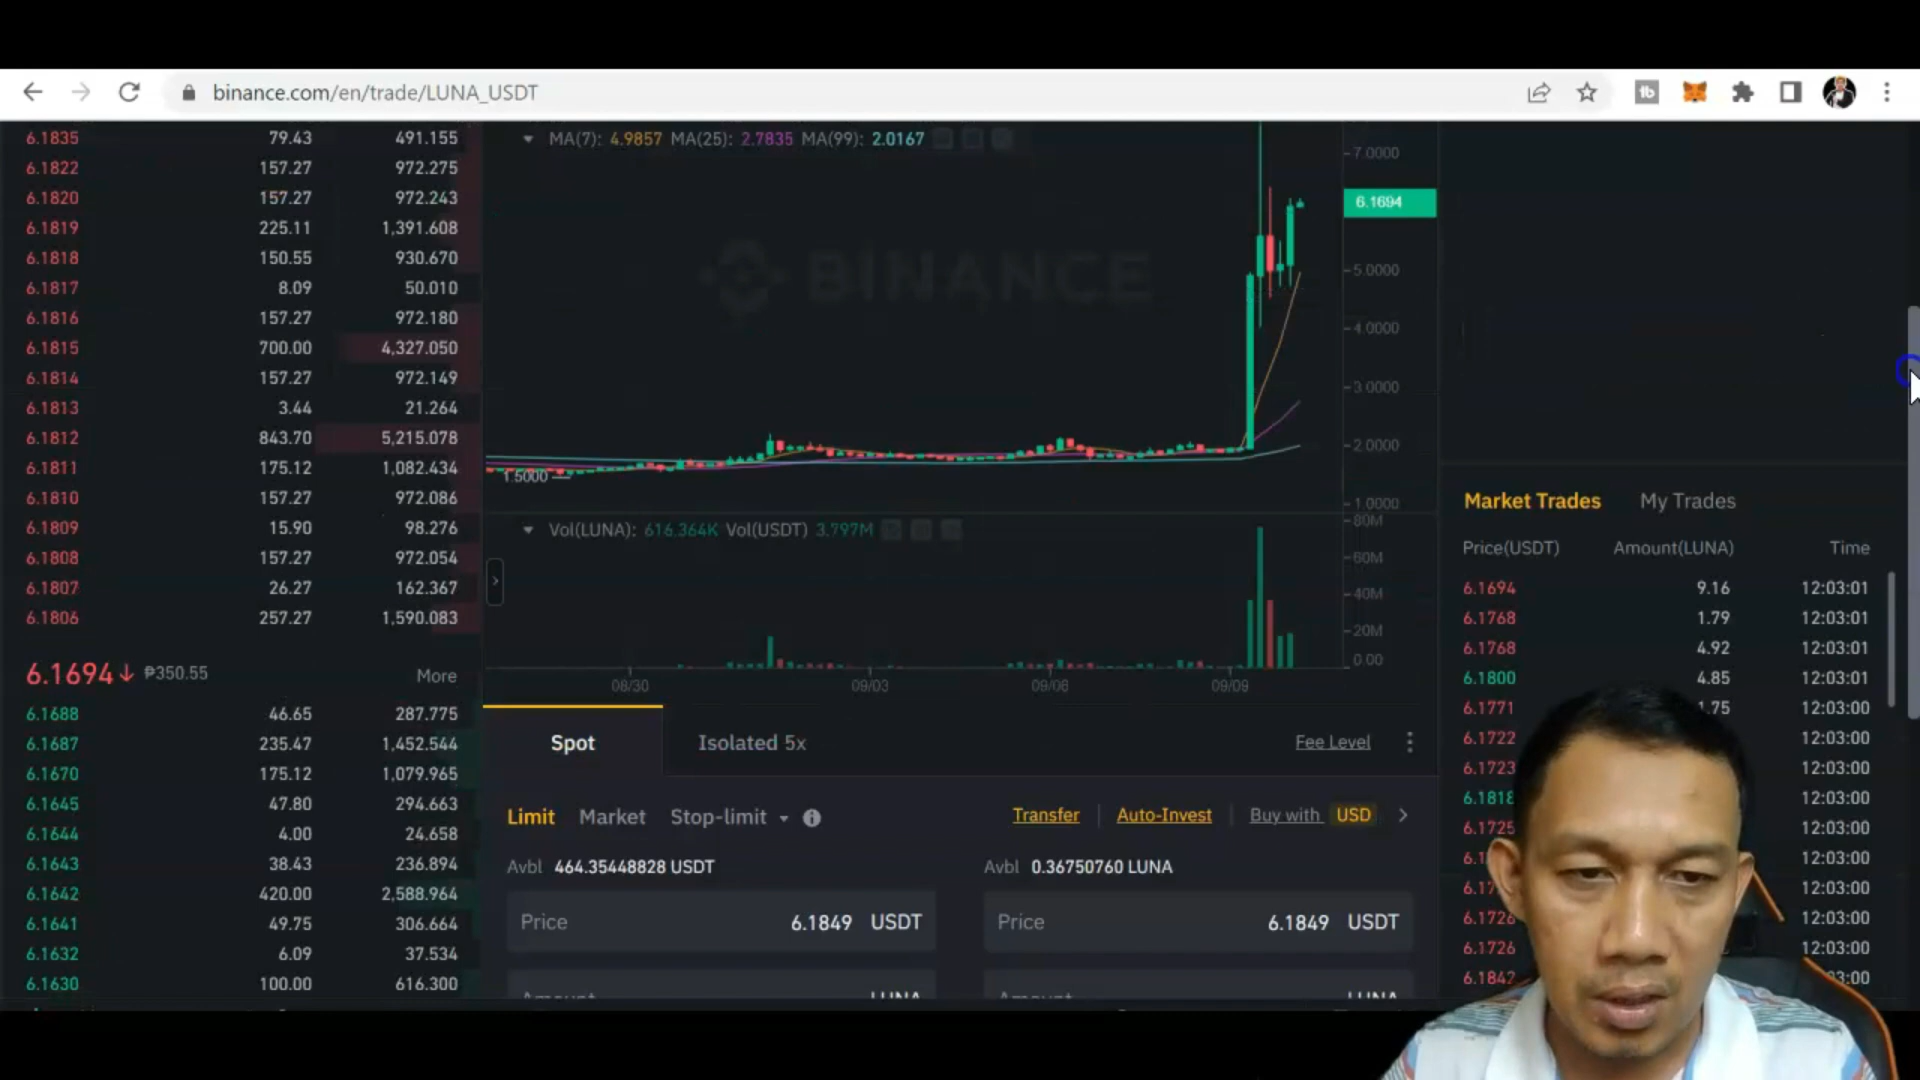 binance.com/en/trade/LUNA_USDT
6.1835 79.43 491.155
6.1822 157.27 972.275
6.1820 157.27 972.243
6.1819 225.11 1,391.608
6.1818 150.55 930.670
6.1817 8.09 50.010
6.1816 157.27 972.180
6.1815 700.00 4,327.050
6.1814 157.27 972.149
6.1813 3.44 21.264
6.1812 843.70 5,215.078
6.1811 175.12 1,082.434
6.1810 157.27 972.086
6.1809 15.90 98.276
6.1808 157.27 972.054
6.1807 26.27 162.367
6.1806 257.27 1,590.083
6.1694↓ ₱350.55 More
6.1688 46.65 287.775
6.1687 235.47 1,452.544
6.1670 175.12 1,079.965
6.1645 47.80 294.663
6.1644 4.00 24.658
6.1643 38.43 236.894
6.1642 420.00 2,588.964
6.1641 49.75 306.664
6.1632 6.09 37.534
6.1630 100.00 616.300
MA(7): 4.9857 MA(25): 2.7835 MA(99): 2.0167
7.0000
6.1694
5.0000
4.0000
3.0000
2.0000
1.0000
BINANCE
1.5000
Vol(LUNA): 616.364K Vol(USDT) 3.797M
80M
60M
40M
20M
0.00
08/30 09/03 09/06 09/09
Spot Isolated 5x Fee Level
Limit Market Stop-limit Transfer Auto-Invest Buy with USD
Avbl 464.35448828 USDT Avbl 0.36750760 LUNA
Price 6.1849 USDT Price 6.1849 USDT
Amount LUNA Amount LUNA
Market Trades My Trades
Price(USDT) Amount(LUNA) Time
6.1694 9.16 12:03:01
6.1768 1.79 12:03:01
6.1768 4.92 12:03:01
6.1800 4.85 12:03:01
6.1771 1.75 12:03:00
6.1722 12:03:00
6.1723 12:03:00
6.1818 12:03:00
6.1725 12:03:00
12:03:00
12:03:00
6.1726 12:03:00
6.1726 12:03:00
6.1842